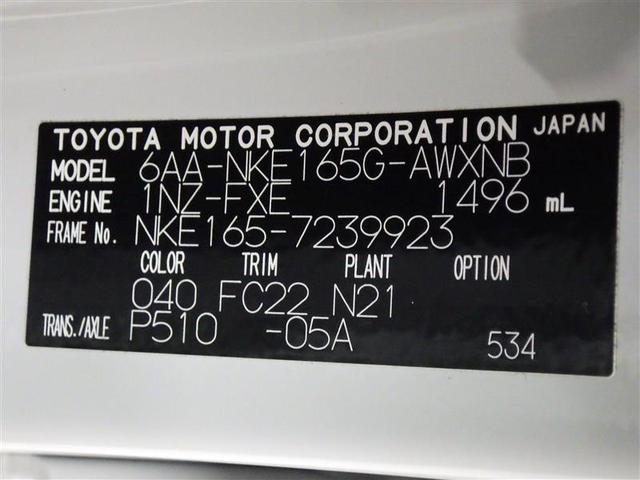 TOYOTA MOTOR CORPORATION JAPAN
MODEL 6AA-NKE165G-AWXNB
ENGINE 1NZ-FXE 1496 mL
FRAME No. NKE165-7239923
COLOR TRIM PLANT OPTION
040 FC22 N21
TRANS./AXLE P510 -05A 534